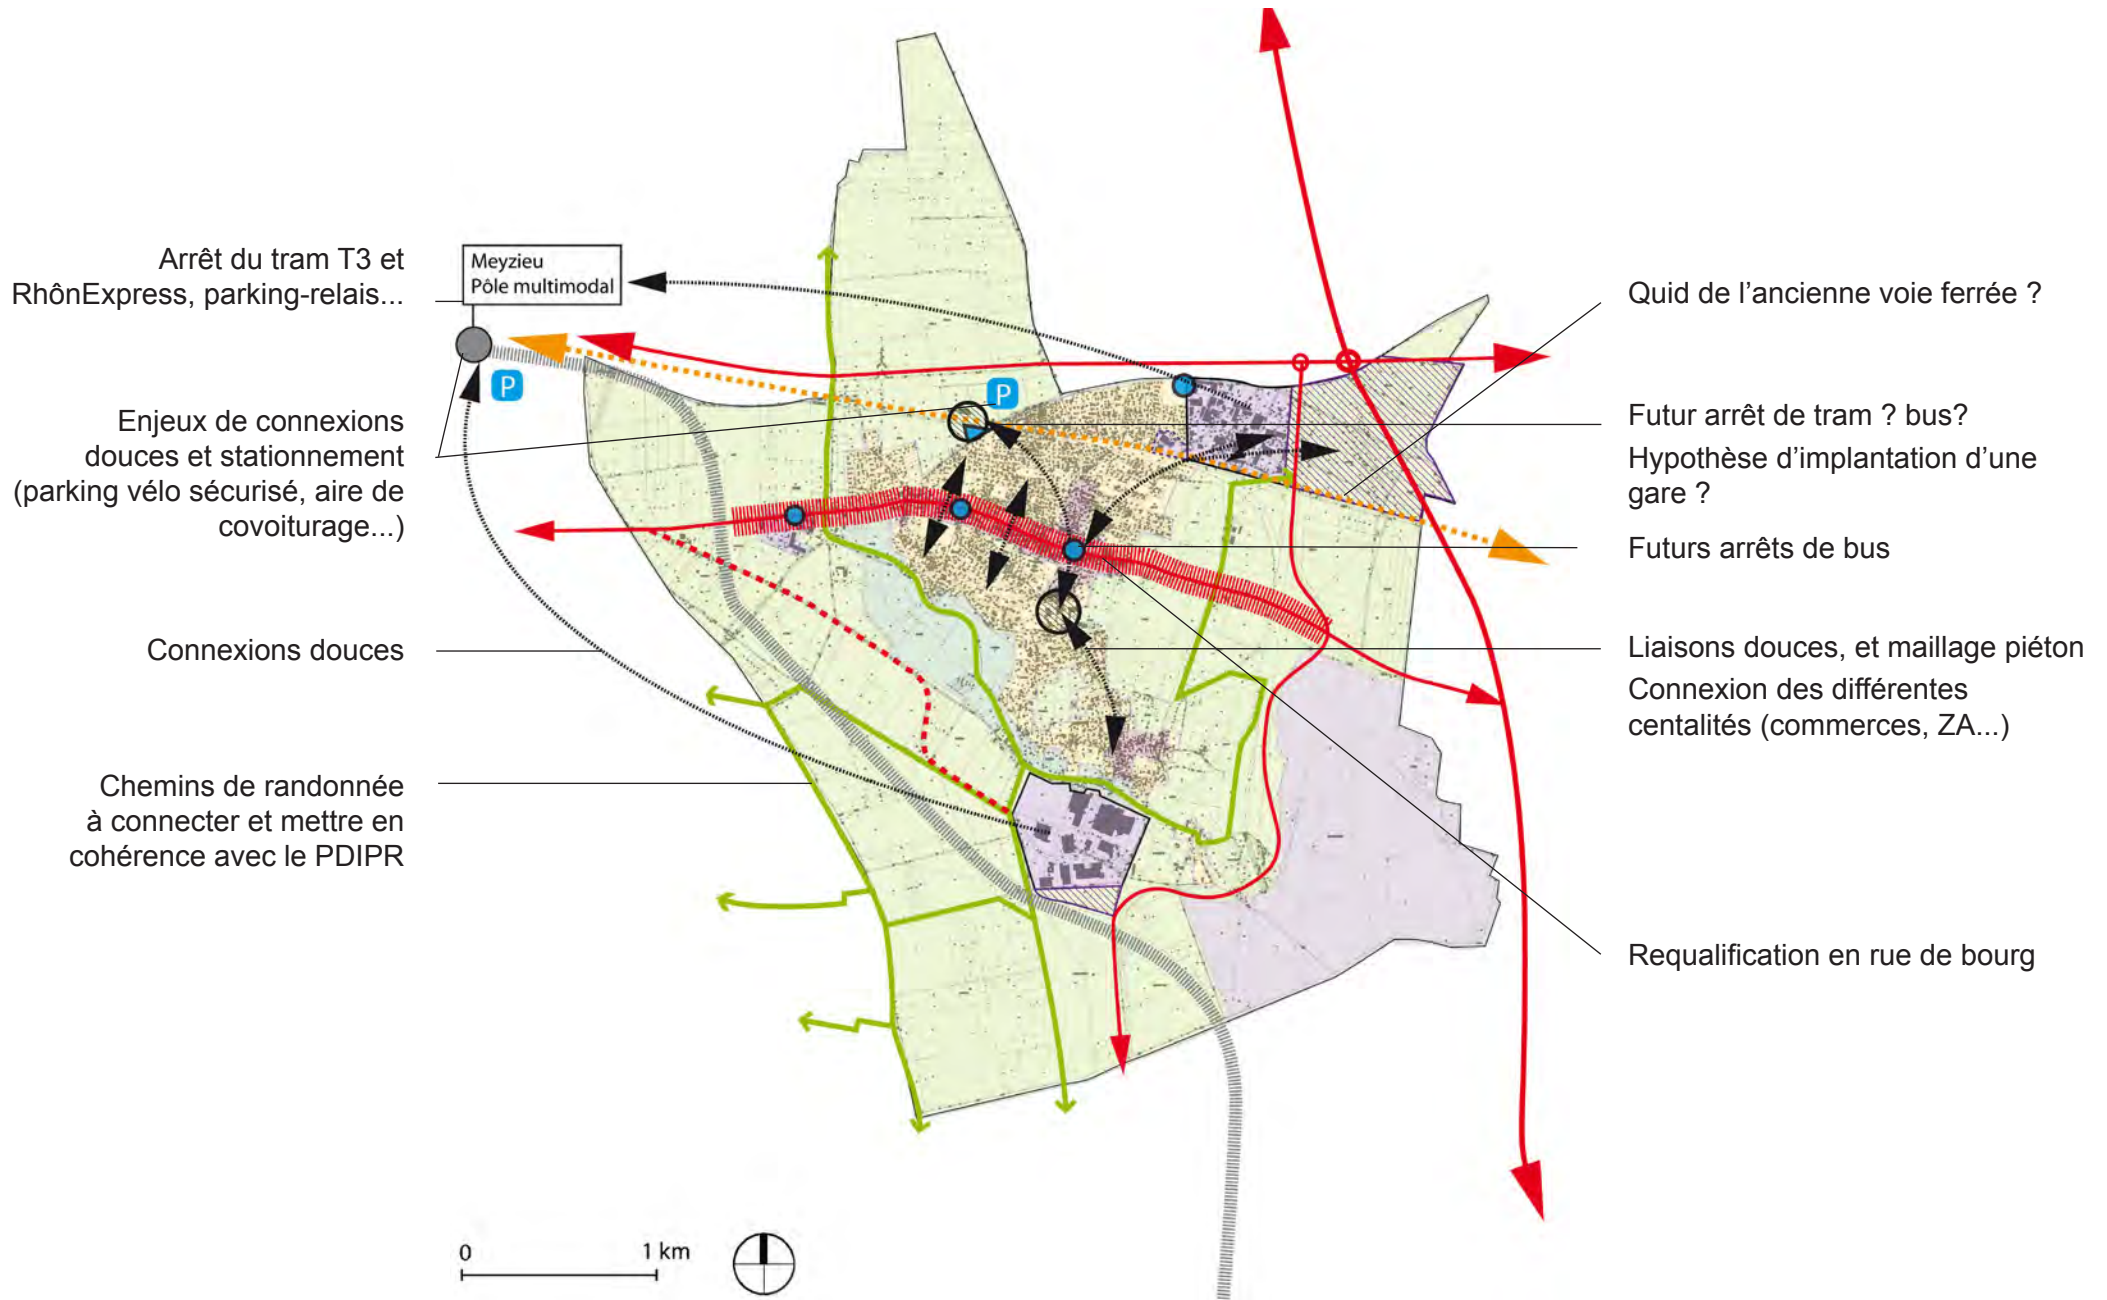 Arrêt du tram T3 et
RhônExpress, parking-relais...
Meyzieu
Pôle multimodal
P
Enjeux de connexions
douces et stationnement
(parking vélo sécurisé, aire de
covoiturage...)
Connexions douces
Chemins de randonnée
à connecter et mettre en
cohérence avec le PDIPR
P
Quid de l'ancienne voie ferrée ?
Futur arrêt de tram ? bus?
Hypothèse d'implantation d'une
gare ?
Futurs arrêts de bus
Liaisons douces, et maillage piéton
Connexion des différentes
centalités (commerces, ZA...)
Requalification en rue de bourg
0 1 km